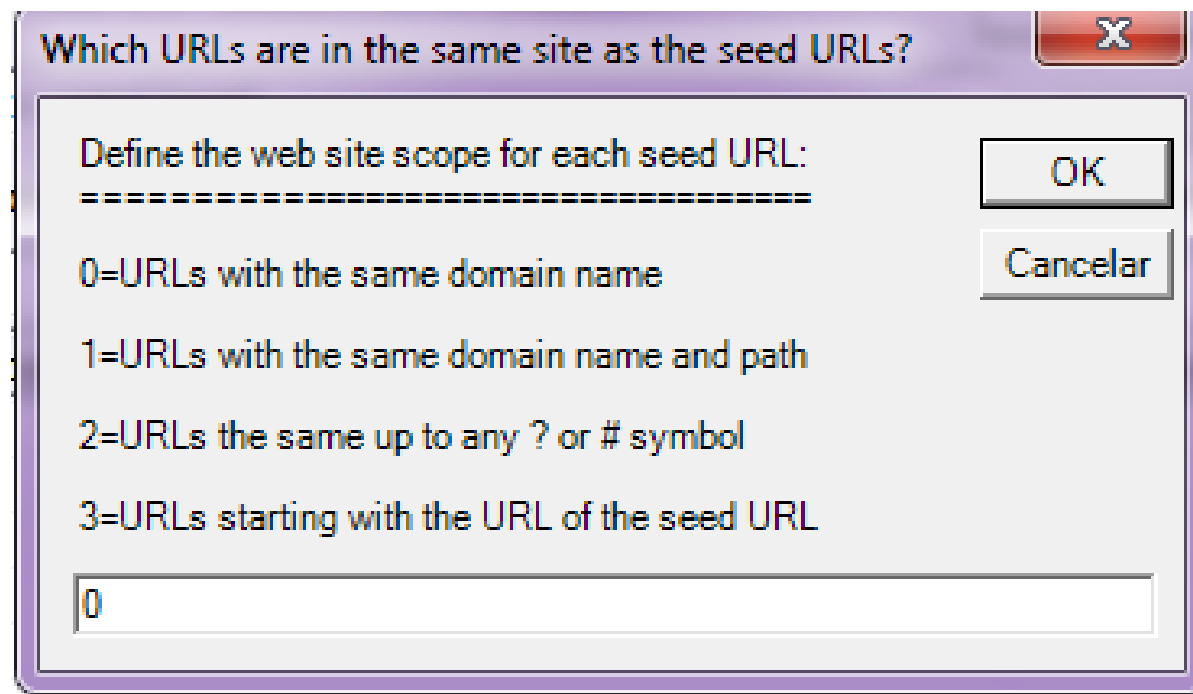 Which URLs are in the same site as the seed URLs?
X
Define the web site scope for each seed URL:
====================================
OK
0=URLs with the same domain name
Cancelar
1=URLs with the same domain name and path
2=URLs the same up to any ? or # symbol
3=URLs starting with the URL of the seed URL
0